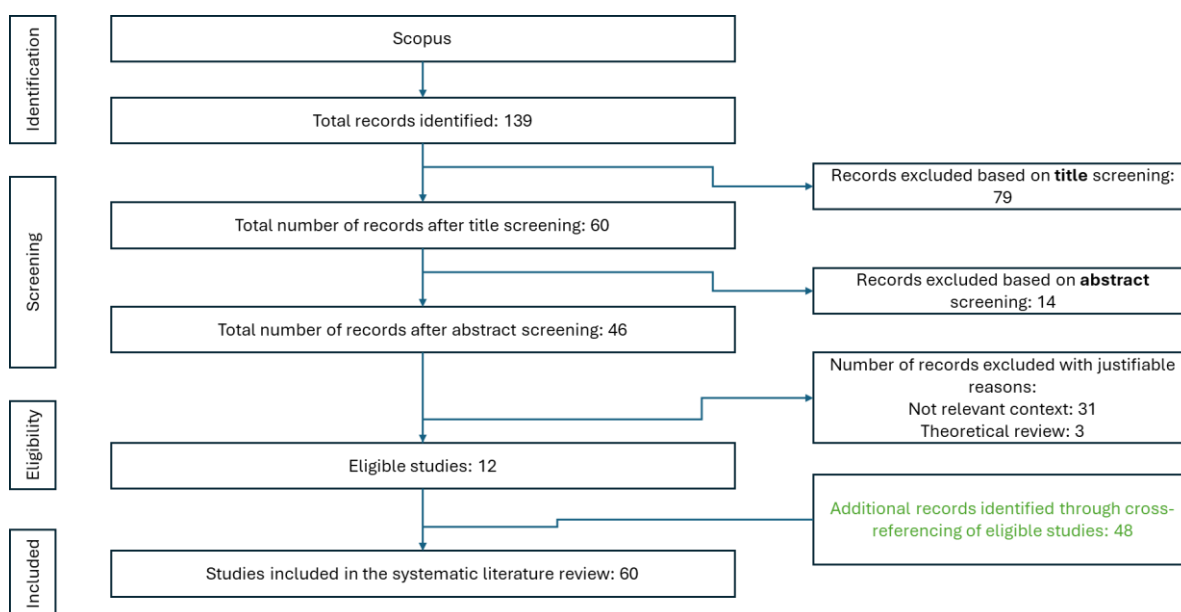 Identification
Scopus
Total records identified: 139
Records excluded based on title screening:
79
Screening
Total number of records after title screening: 60
Records excluded based on abstract
screening: 14
Total number of records after abstract screening: 46
Number of records excluded with justifiable
reasons:
Not relevant context: 31
Theoretical review: 3
Eligibility
Eligible studies: 12
Additional records identified through cross-
referencing of eligible studies: 48
Included
Studies included in the systematic literature review: 60